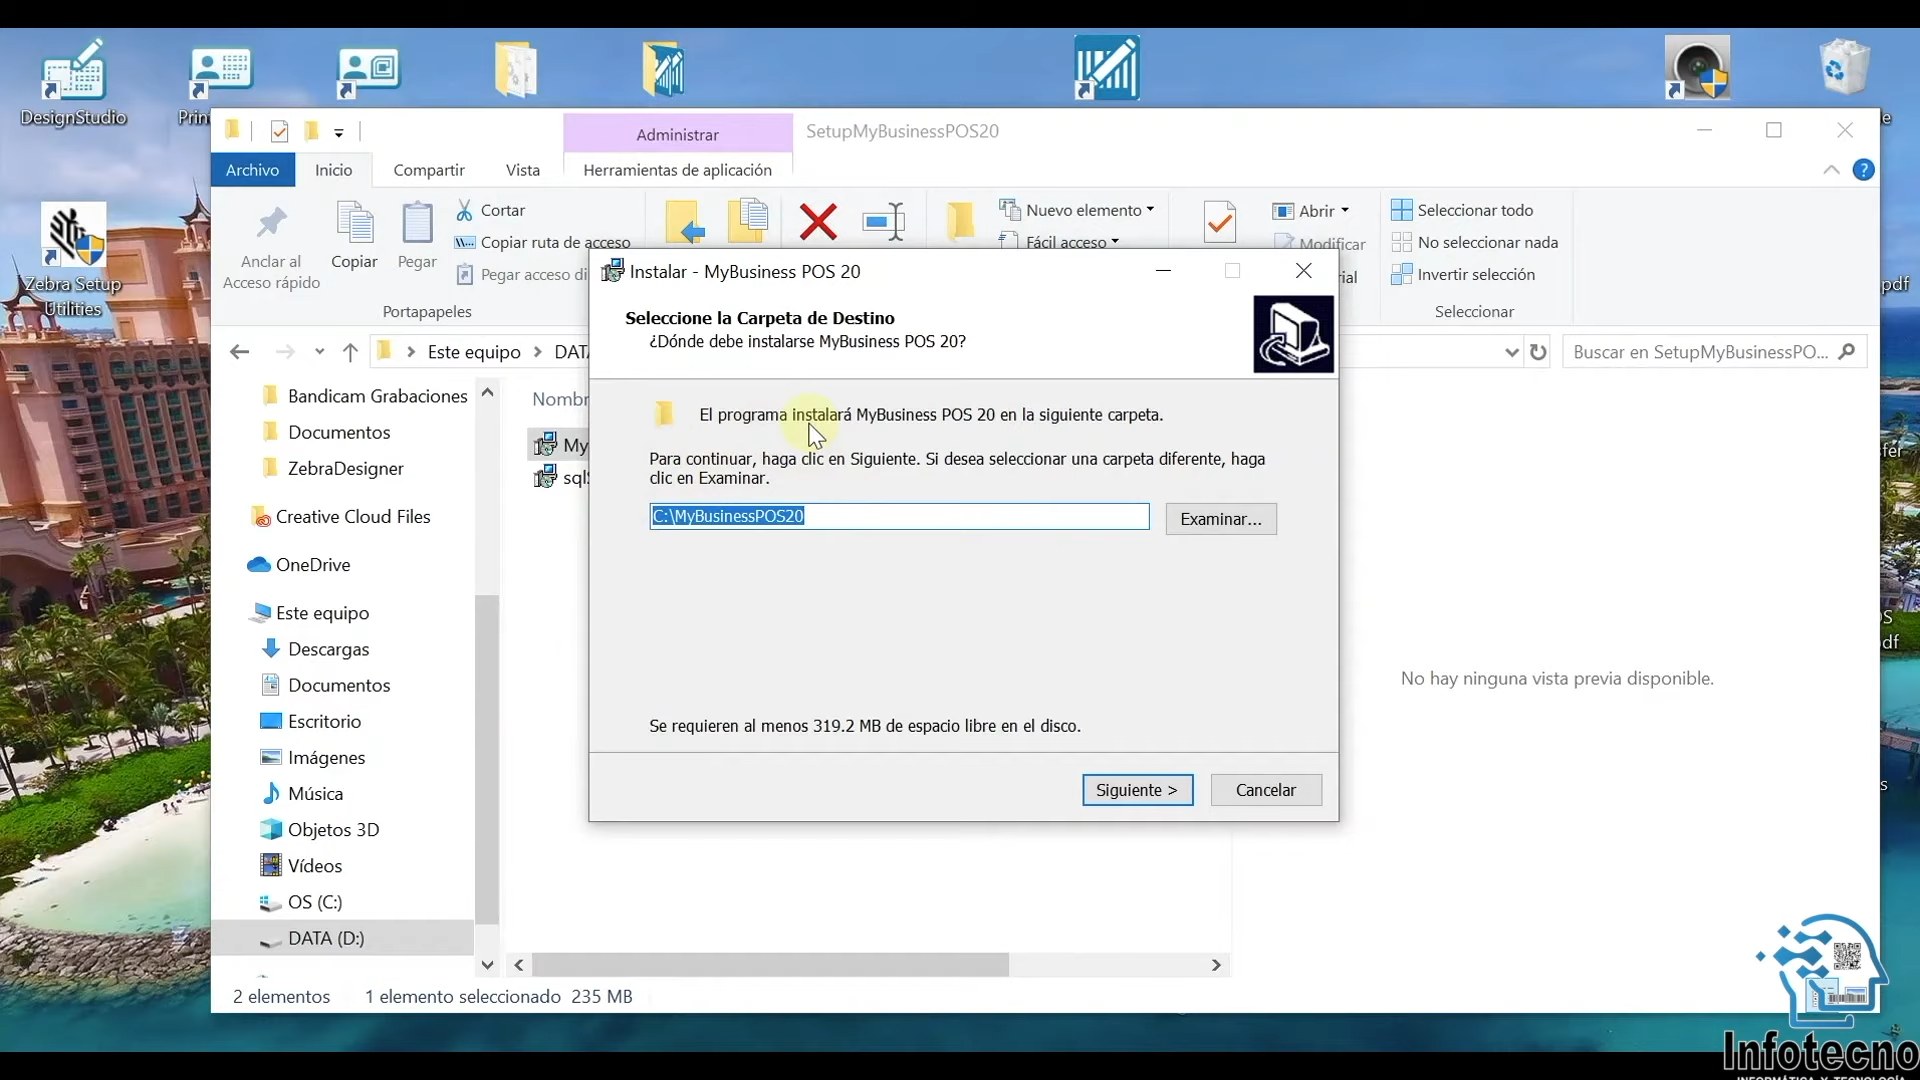 DesignStudio
Zebra Setup
Utilities
SetupMyBusinessPOS20
Administrar
Archivo
Inicio
Compartir
Vista
Herramientas de aplicación
Anclar al
Acceso rápido
Copiar
Pegar
Cortar
Copiar ruta de acceso
Pegar acceso di
Portapapeles
Nuevo elemento
Fácil acceso
Abrir
Modificar
Seleccionar todo
No seleccionar nada
Invertir selección
Seleccionar
Este equipo
Buscar en SetupMyBusinessPO...
Bandicam Grabaciones
Documentos
ZebraDesigner
Creative Cloud Files
OneDrive
Este equipo
Descargas
Documentos
Escritorio
Imágenes
Música
Objetos 3D
Vídeos
OS (C:)
DATA (D:)
Nombr
My
sql
Instalar - MyBusiness POS 20
Seleccione la Carpeta de Destino
¿Dónde debe instalarse MyBusiness POS 20?
El programa instalará MyBusiness POS 20 en la siguiente carpeta.
Para continuar, haga clic en Siguiente. Si desea seleccionar una carpeta diferente, haga
clic en Examinar.
C:\MyBusinessPOS20
Examinar...
Se requieren al menos 319.2 MB de espacio libre en el disco.
Siguiente >
Cancelar
No hay ninguna vista previa disponible.
2 elementos
1 elemento seleccionado 235 MB
Infotecno